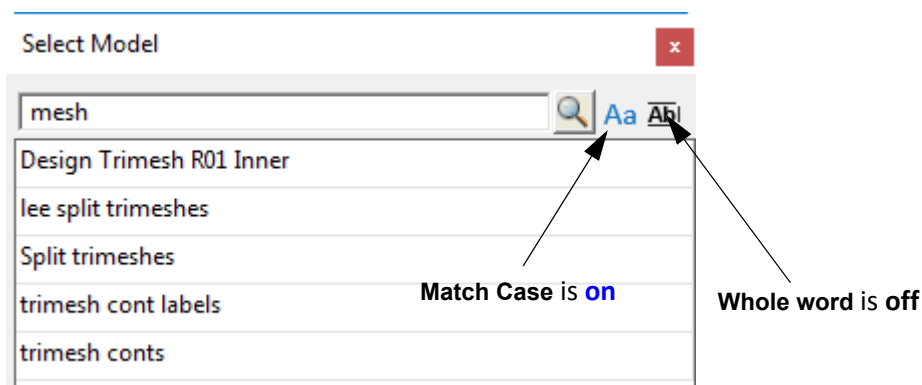 Select Model
x
mesh
Aa Abl
Design Trimesh R01 Inner
lee split trimeshes
Split trimeshes
trimesh cont labels
trimesh conts
Match Case is on
Whole word is off